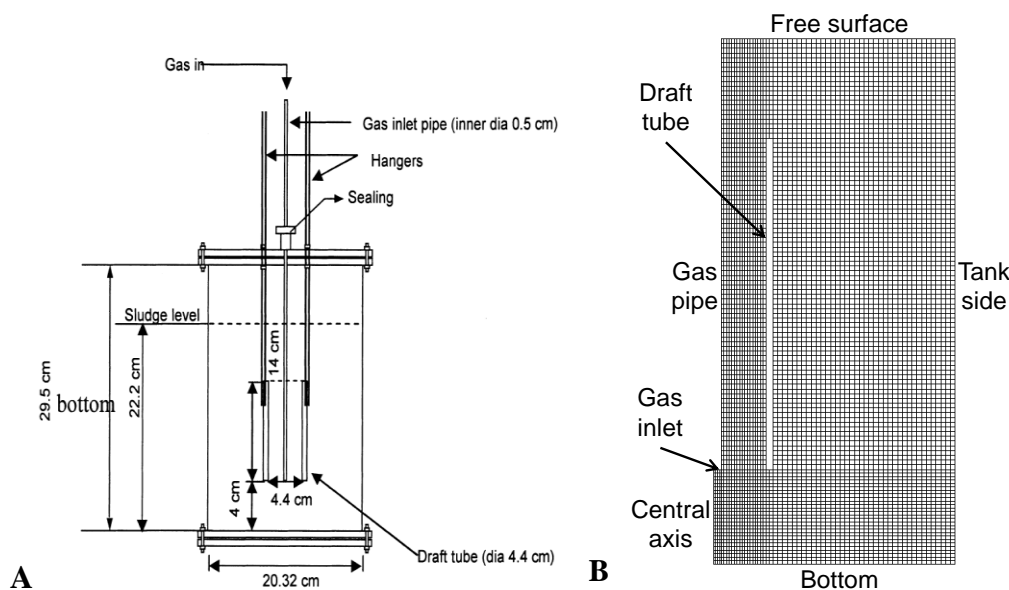 Gas in
Gas inlet pipe (inner dia 0.5 cm)
Hangers
Sealing
Sludge level
14 cm
29.5 cm
bottom
22.2 cm
4 cm
4.4 cm
Draft tube (dia 4.4 cm)
20.32 cm
A
Free surface
Draft
tube
Gas
pipe
Tank
side
Gas
inlet
Central
axis
Bottom
B